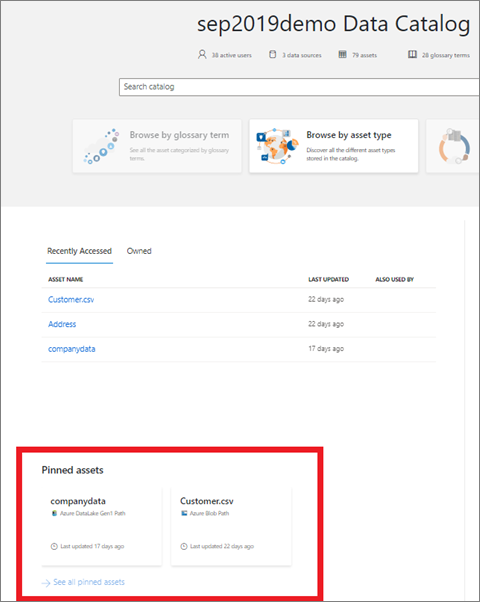 sep2019demo Data Catalog
38 active users 3 data sources 79 assets 28 glossary terms
Search catalog
Browse by glossary term
See all the asset categorized by glossary
terms.
Browse by asset type
Discover all the different asset types
stored in the catalog.
Recently Accessed Owned
ASSET NAME LAST UPDATED ALSO USED BY
Customer.csv 22 days ago
Address 22 days ago
companydata 17 days ago
Pinned assets
companydata Customer.csv
Azure DataLake Gen1 Path Azure Blob Path
Last updated 17 days ago Last updated 22 days ago
See all pinned assets